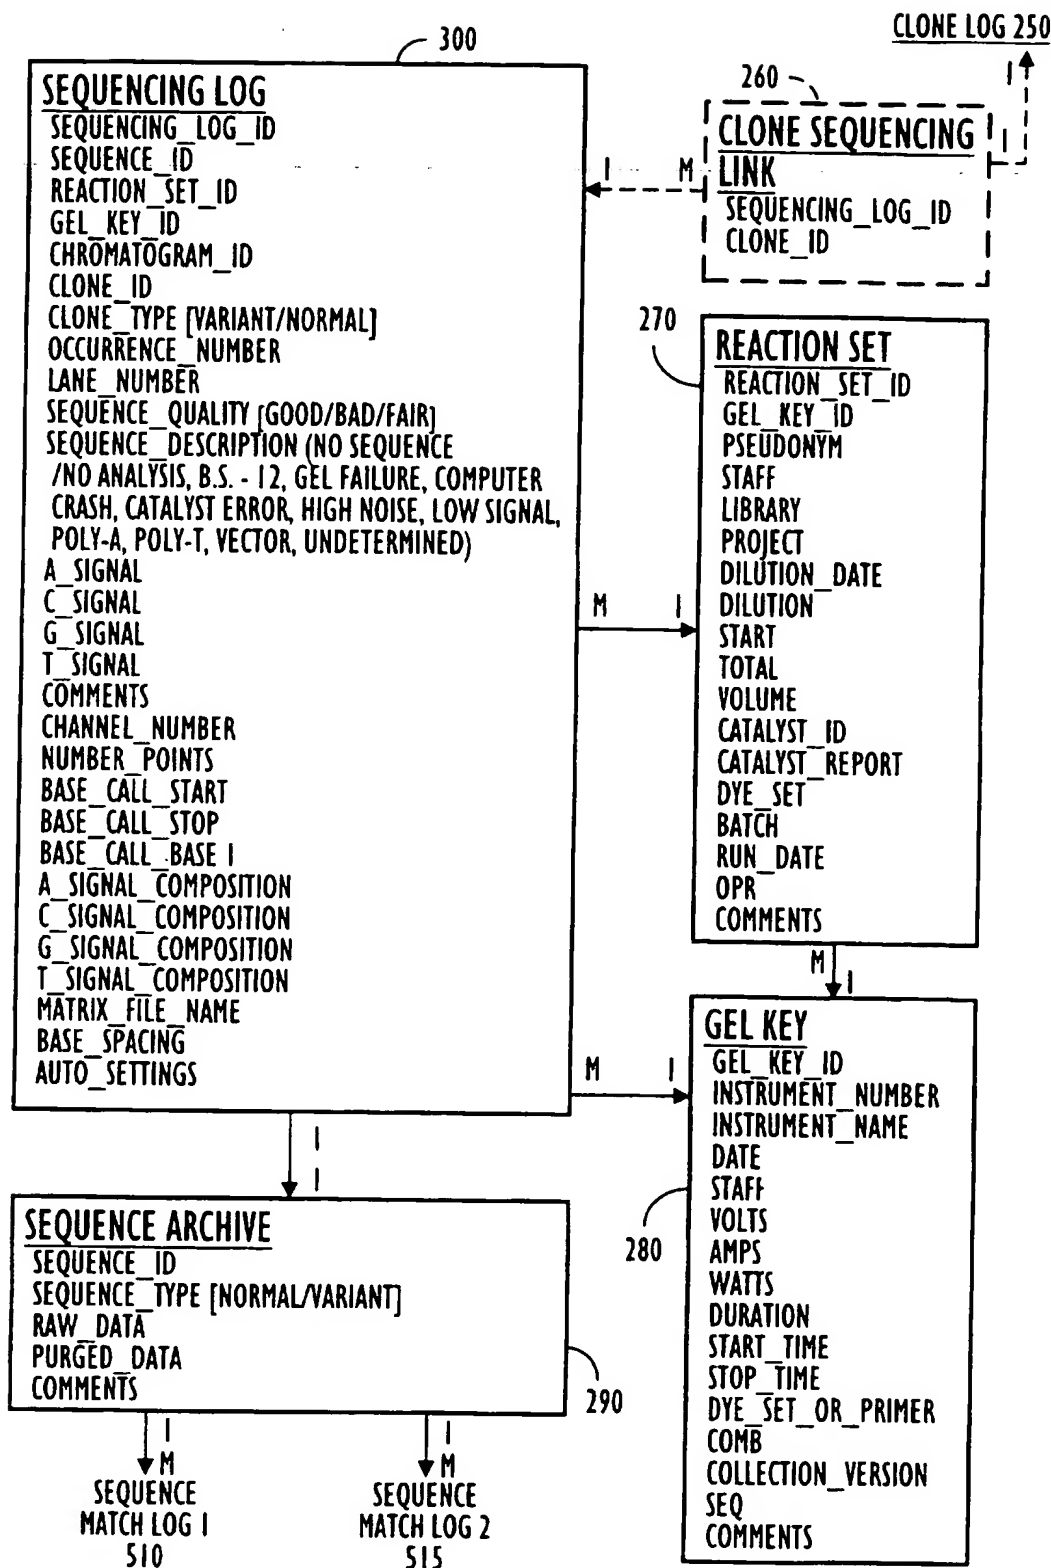 CLONE LOG 250
300
SEQUENCING LOG
SEQUENCING_LOG_ID
SEQUENCE_ID
REACTION_SET_ID
GEL_KEY_ID
CHROMATOGRAM_ID
CLONE_ID
CLONE_TYPE [VARIANT/NORMAL]
OCCURRENCE_NUMBER
LANE_NUMBER
SEQUENCE_QUALITY [GOOD/BAD/FAIR]
SEQUENCE_DESCRIPTION (NO SEQUENCE
/NO ANALYSIS, B.S. - 12, GEL FAILURE, COMPUTER
CRASH, CATALYST ERROR, HIGH NOISE, LOW SIGNAL,
POLY-A, POLY-T, VECTOR, UNDETERMINED)
A_SIGNAL
C_SIGNAL
G_SIGNAL
T_SIGNAL
COMMENTS
CHANNEL_NUMBER
NUMBER_POINTS
BASE_CALL_START
BASE_CALL_STOP
BASE_CALL_BASE 1
A_SIGNAL_COMPOSITION
C_SIGNAL_COMPOSITION
G_SIGNAL_COMPOSITION
T_SIGNAL_COMPOSITION
MATRIX_FILE_NAME
BASE_SPACING
AUTO_SETTINGS
1 M
260
1
1
CLONE SEQUENCING
LINK
SEQUENCING_LOG_ID
CLONE_ID
270
M 1
REACTION SET
REACTION_SET_ID
GEL_KEY_ID
PSEUDONYM
STAFF
LIBRARY
PROJECT
DILUTION_DATE
DILUTION
START
TOTAL
VOLUME
CATALYST_ID
CATALYST_REPORT
DYE_SET
BATCH
RUN_DATE
OPR
COMMENTS
M
1
M 1
GEL KEY
GEL_KEY_ID
INSTRUMENT_NUMBER
INSTRUMENT_NAME
DATE
STAFF
VOLTS
AMPS
WATTS
DURATION
START_TIME
STOP_TIME
DYE_SET_OR_PRIMER
COMB
COLLECTION_VERSION
SEQ
COMMENTS
280
1
1
SEQUENCE ARCHIVE
SEQUENCE_ID
SEQUENCE_TYPE [NORMAL/VARIANT]
RAW_DATA
PURGED_DATA
COMMENTS
290
1
M
SEQUENCE
MATCH LOG 1
510
1
M
SEQUENCE
MATCH LOG 2
515